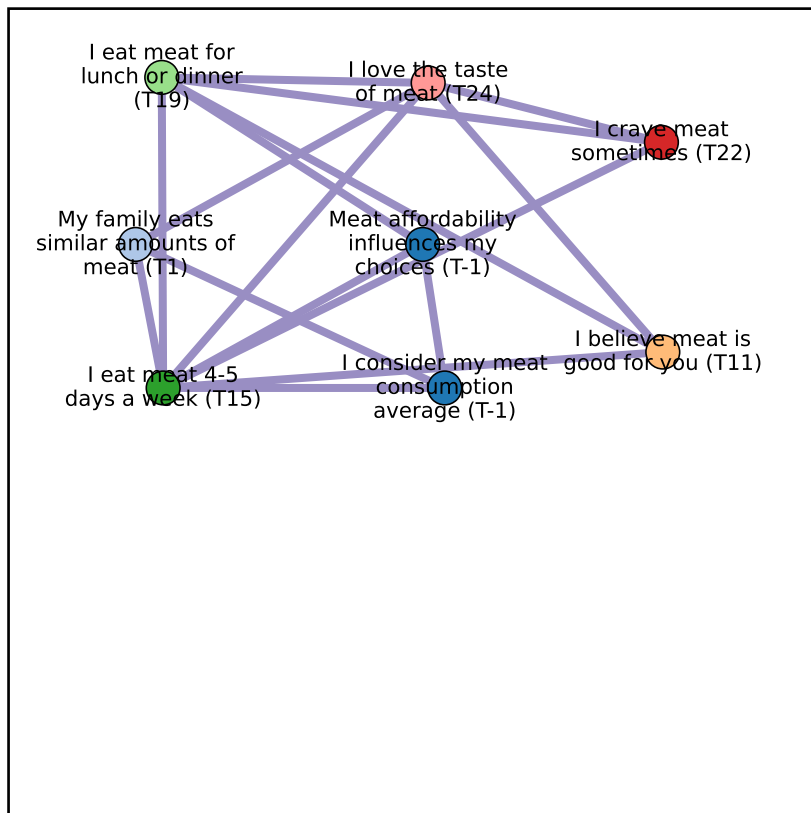 I eat meat for
lunch or dinner
(T19)
I love the taste
of meat (T24)
I crave meat
sometimes (T22)
My family eats
similar amounts of
meat (T1)
Meat affordability
influences my
choices (T-1)
I believe meat is
good for you (T11)
I eat meat 4-5
days a week (T15)
I consider my meat
consumption
average (T-1)